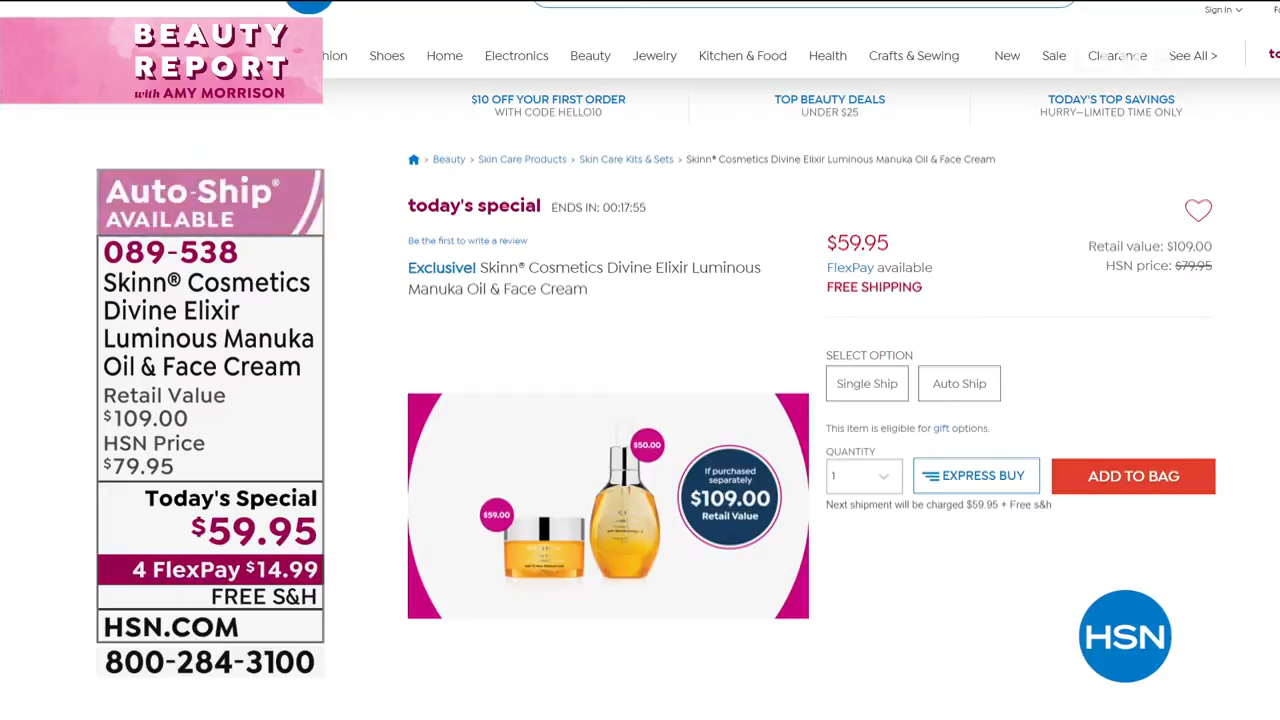 Sign In
BEAUTY
REPORT
with AMY MORRISON
hion Shoes Home Electronics Beauty Jewelry Kitchen & Food Health Crafts & Sewing New Sale Clearance See All >
$10 OFF YOUR FIRST ORDER
WITH CODE HELLO10
TOP BEAUTY DEALS
UNDER $25
TODAY'S TOP SAVINGS
HURRY—LIMITED TIME ONLY
> Beauty > Skin Care Products > Skin Care Kits & Sets > Skinn® Cosmetics Divine Elixir Luminous Manuka Oil & Face Cream
Auto-Ship®
AVAILABLE
089-538
Skinn® Cosmetics
Divine Elixir
Luminous Manuka
Oil & Face Cream
Retail Value
$109.00
HSN Price
$79.95
Today's Special
$59.95
4 FlexPay $14.99
FREE S&H
HSN.COM
800-284-3100
today's special ENDS IN: 00:17:55
Be the first to write a review
Exclusive! Skinn® Cosmetics Divine Elixir Luminous
Manuka Oil & Face Cream
$59.95
FlexPay available
FREE SHIPPING
Retail value: $109.00
HSN price: $79.95
SELECT OPTION
Single Ship Auto Ship
This item is eligible for gift options.
QUANTITY
1 EXPRESS BUY ADD TO BAG
Next shipment will be charged $59.95 + Free s&h
$50.00
$59.00
If purchased
separately
$109.00
Retail Value
HSN